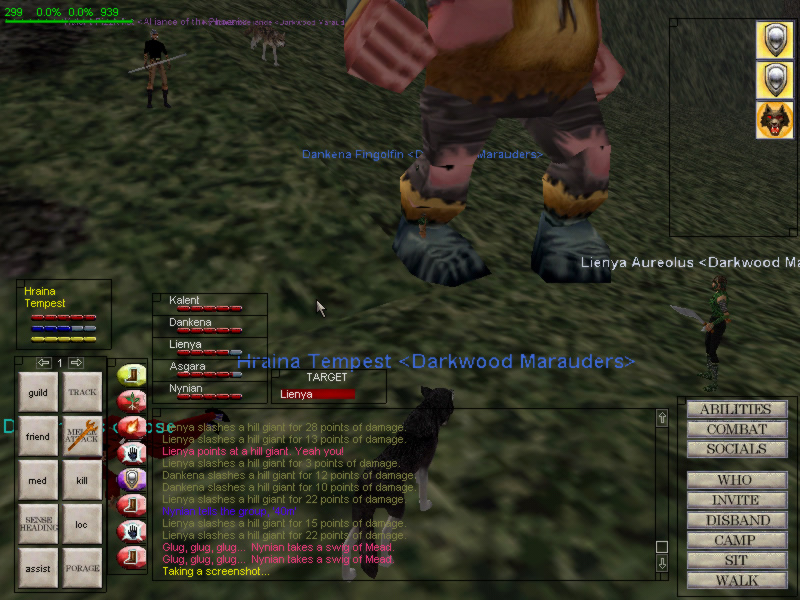 299 0.0% 0.0% 939
<Alliance of the
Dankena Fingolfin <D Marauders>
Lienya Aureolus <Darkwood Ma
Hraina
Tempest
Kalent
Dankena
Lienya
Asgara
Nynian
Hraina Tempest <Darkwood Marauders>
TARGET
Lienya
1
guild
TRACK
friend
MELEE
ATTACK
med
kill
SENSE
HEADING
loc
assist
FORAGE
Lienya slashes a hill giant for 28 points of damage.
Lienya slashes a hill giant for 13 points of damage.
Lienya points at a hill giant. Yeah you!
Lienya slashes a hill giant for 3 points of damage.
Dankena slashes a hill giant for 12 points of damage.
Dankena slashes a hill giant for 10 points of damage.
Lienya slashes a hill giant for 22 points of damage.
Lienya slashes a hill giant for 15 points of damage.
Lienya slashes a hill giant for 22 points of damage.
Glug, glug, glug... Nynian takes a swig of Mead.
Glug, glug, glug... Nynian takes a swig of Mead.
Taking a screenshot...
ABILITIES
COMBAT
SOCIALS
WHO
INVITE
DISBAND
CAMP
SIT
WALK